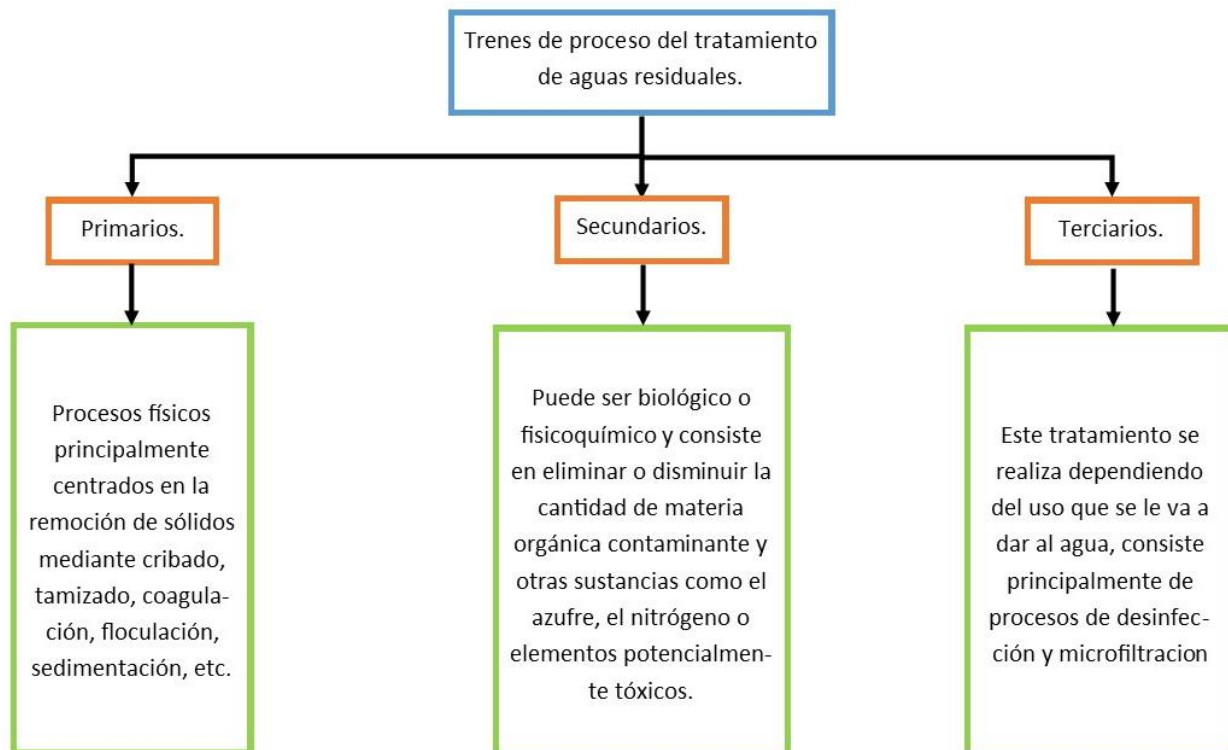 Trenes de proceso del tratamiento
de aguas residuales.
Primarios.
Secundarios.
Terciarios.
Procesos físicos
principalmente
centrados en la
remoción de sólidos
mediante cribado,
tamizado, coagula-
ción, floculación,
sedimentación, etc.
Puede ser biológico o
fisicoquímico y consiste
en eliminar o disminuir la
cantidad de materia
orgánica contaminante y
otras sustancias como el
azufre, el nitrógeno o
elementos potencialmen-
te tóxicos.
Este tratamiento se
realiza dependiendo
del uso que se le va a
dar al agua, consiste
principalmente de
procesos de desinfec-
ción y microfiltracion